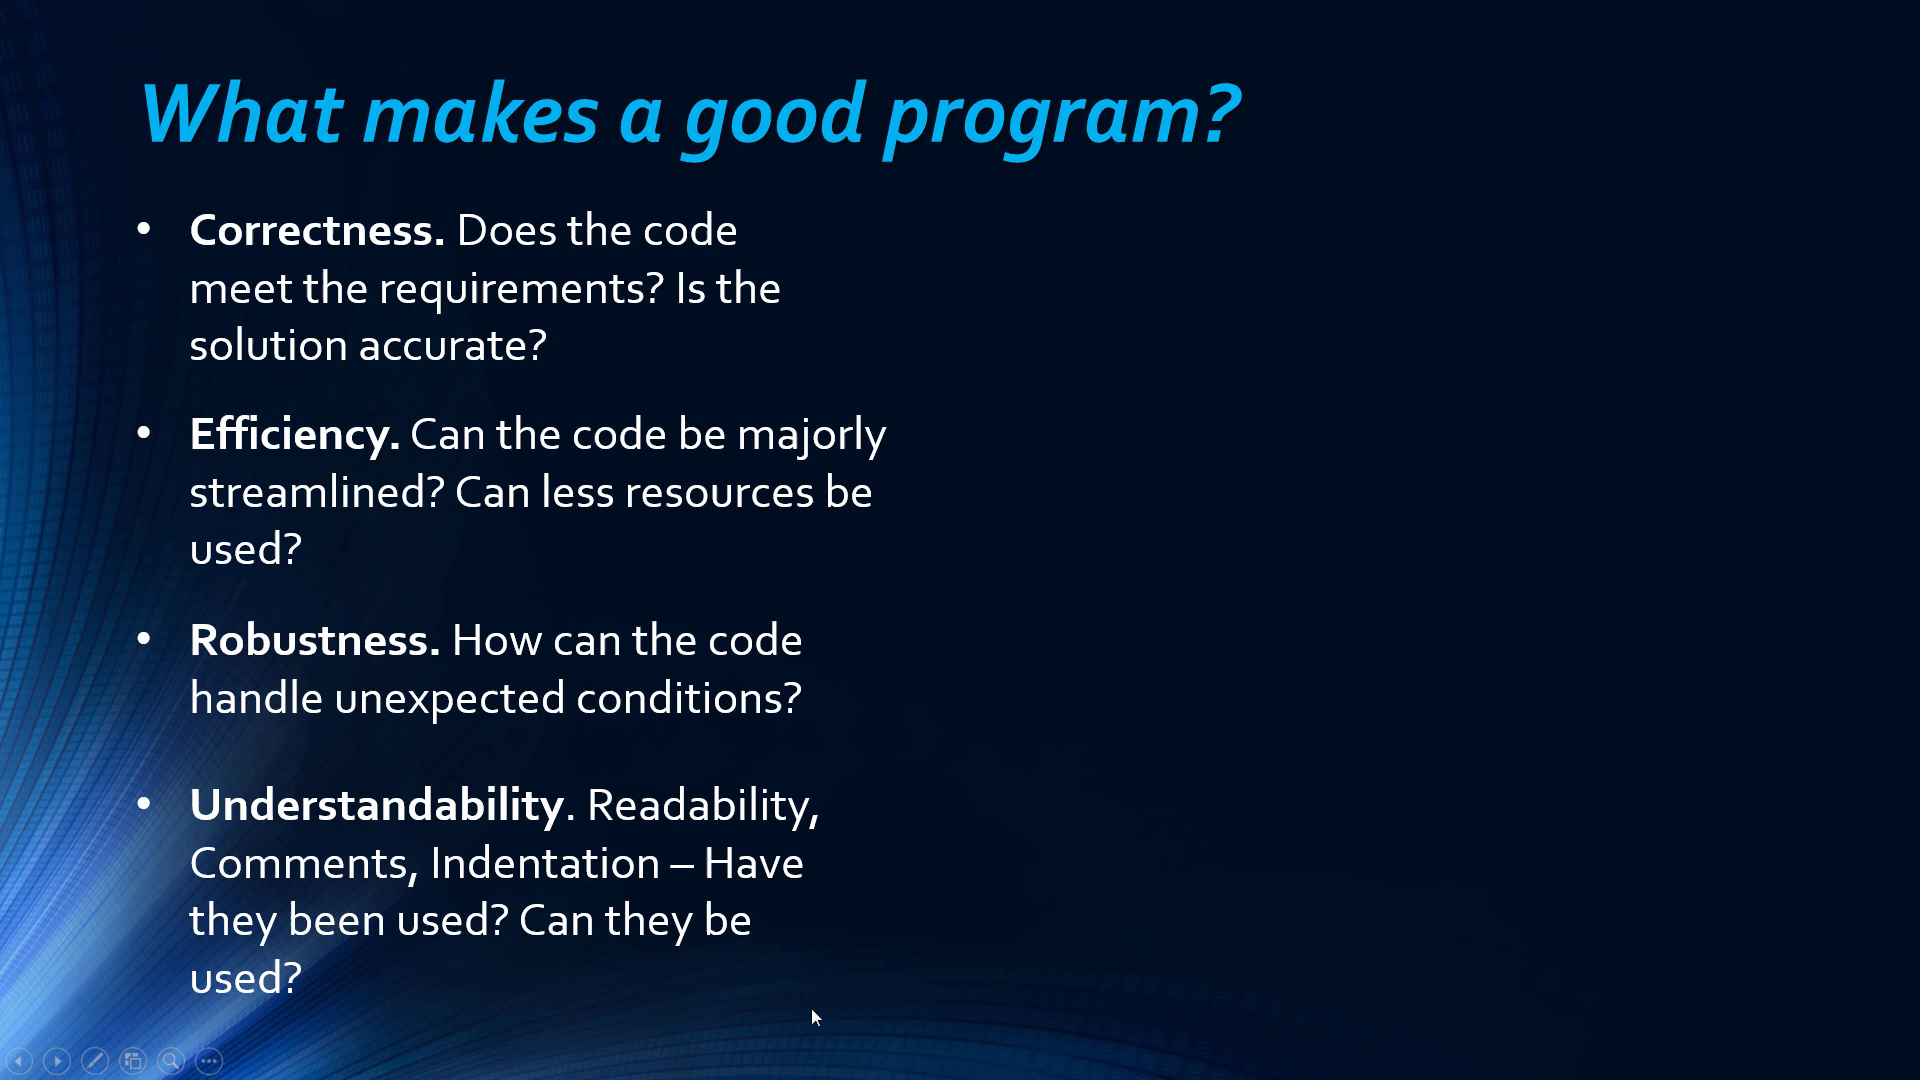 What makes a good program?
• Correctness. Does the code
meet the requirements? Is the
solution accurate?
• Efficiency. Can the code be majorly
streamlined? Can less resources be
used?
• Robustness. How can the code
handle unexpected conditions?
• Understandability. Readability,
Comments, Indentation – Have
they been used? Can they be
used?